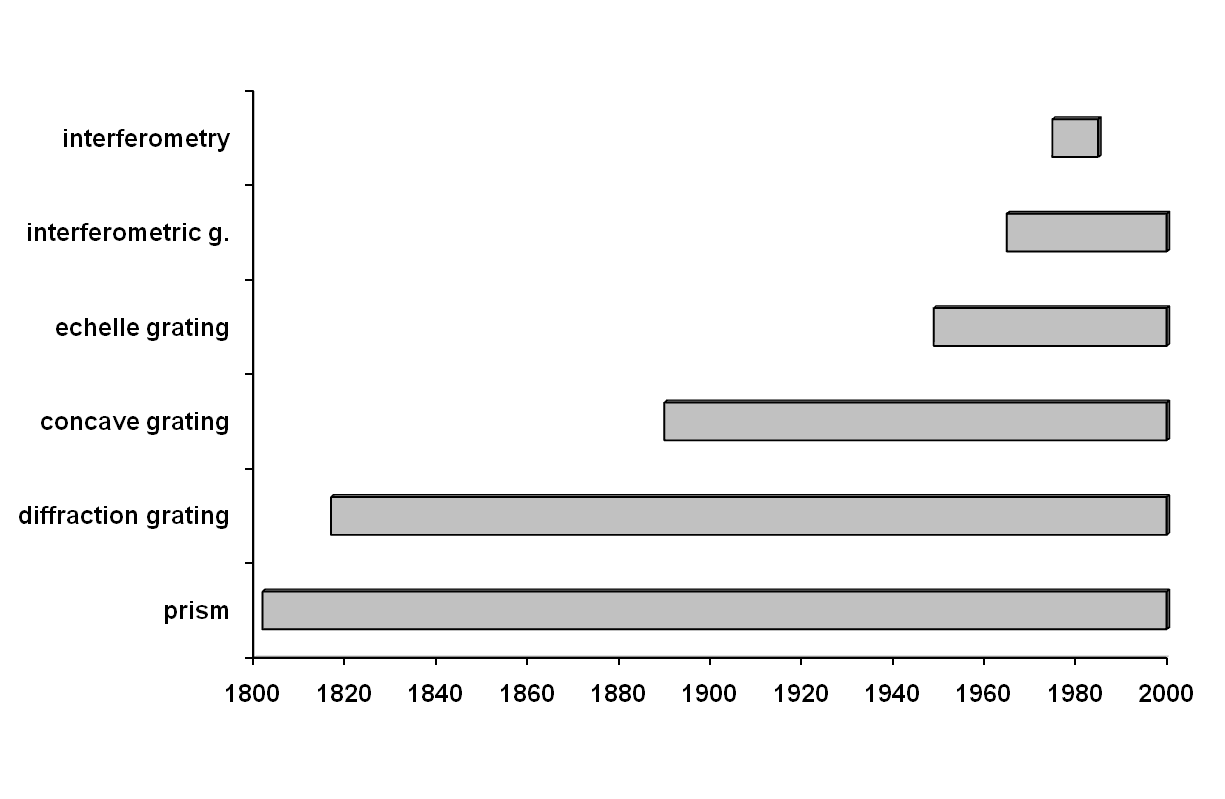 interferometry
interferometric g.
echelle grating
concave grating
diffraction grating
prism
1800 1820 1840 1860 1880 1900 1920 1940 1960 1980 2000